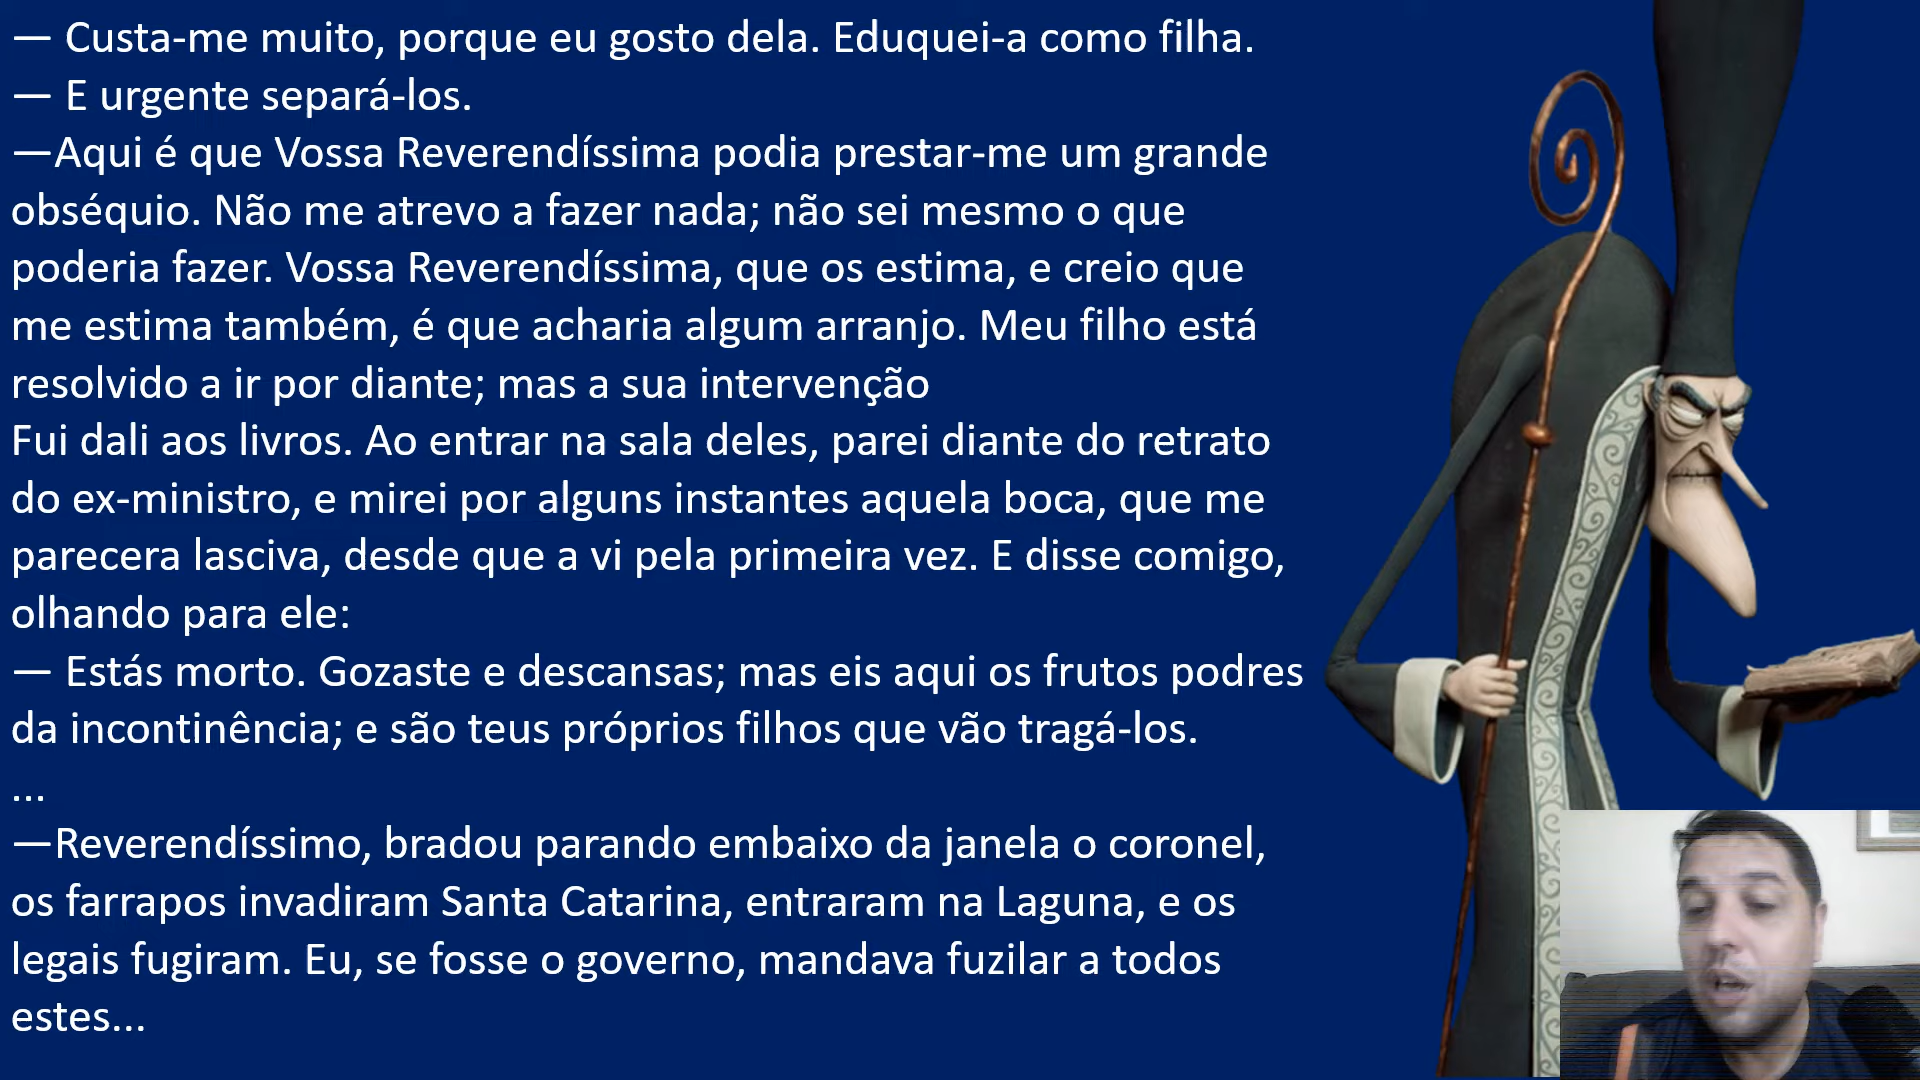 — Custa-me muito, porque eu gosto dela. Eduquei-a como filha.
— E urgente separá-los.
—Aqui é que Vossa Reverendíssima podia prestar-me um grande
obséquio. Não me atrevo a fazer nada; não sei mesmo o que
poderia fazer. Vossa Reverendíssima, que os estima, e creio que
me estima também, é que acharia algum arranjo. Meu filho está
resolvido a ir por diante; mas a sua intervenção
Fui dali aos livros. Ao entrar na sala deles, parei diante do retrato
do ex-ministro, e mirei por alguns instantes aquela boca, que me
parecera lasciva, desde que a vi pela primeira vez. E disse comigo,
olhando para ele:
— Estás morto. Gozaste e descansas; mas eis aqui os frutos podres
da incontinência; e são teus próprios filhos que vão tragá-los.
...
—Reverendíssimo, bradou parando embaixo da janela o coronel,
os farrapos invadiram Santa Catarina, entraram na Laguna, e os
legais fugiram. Eu, se fosse o governo, mandava fuzilar a todos
estes...